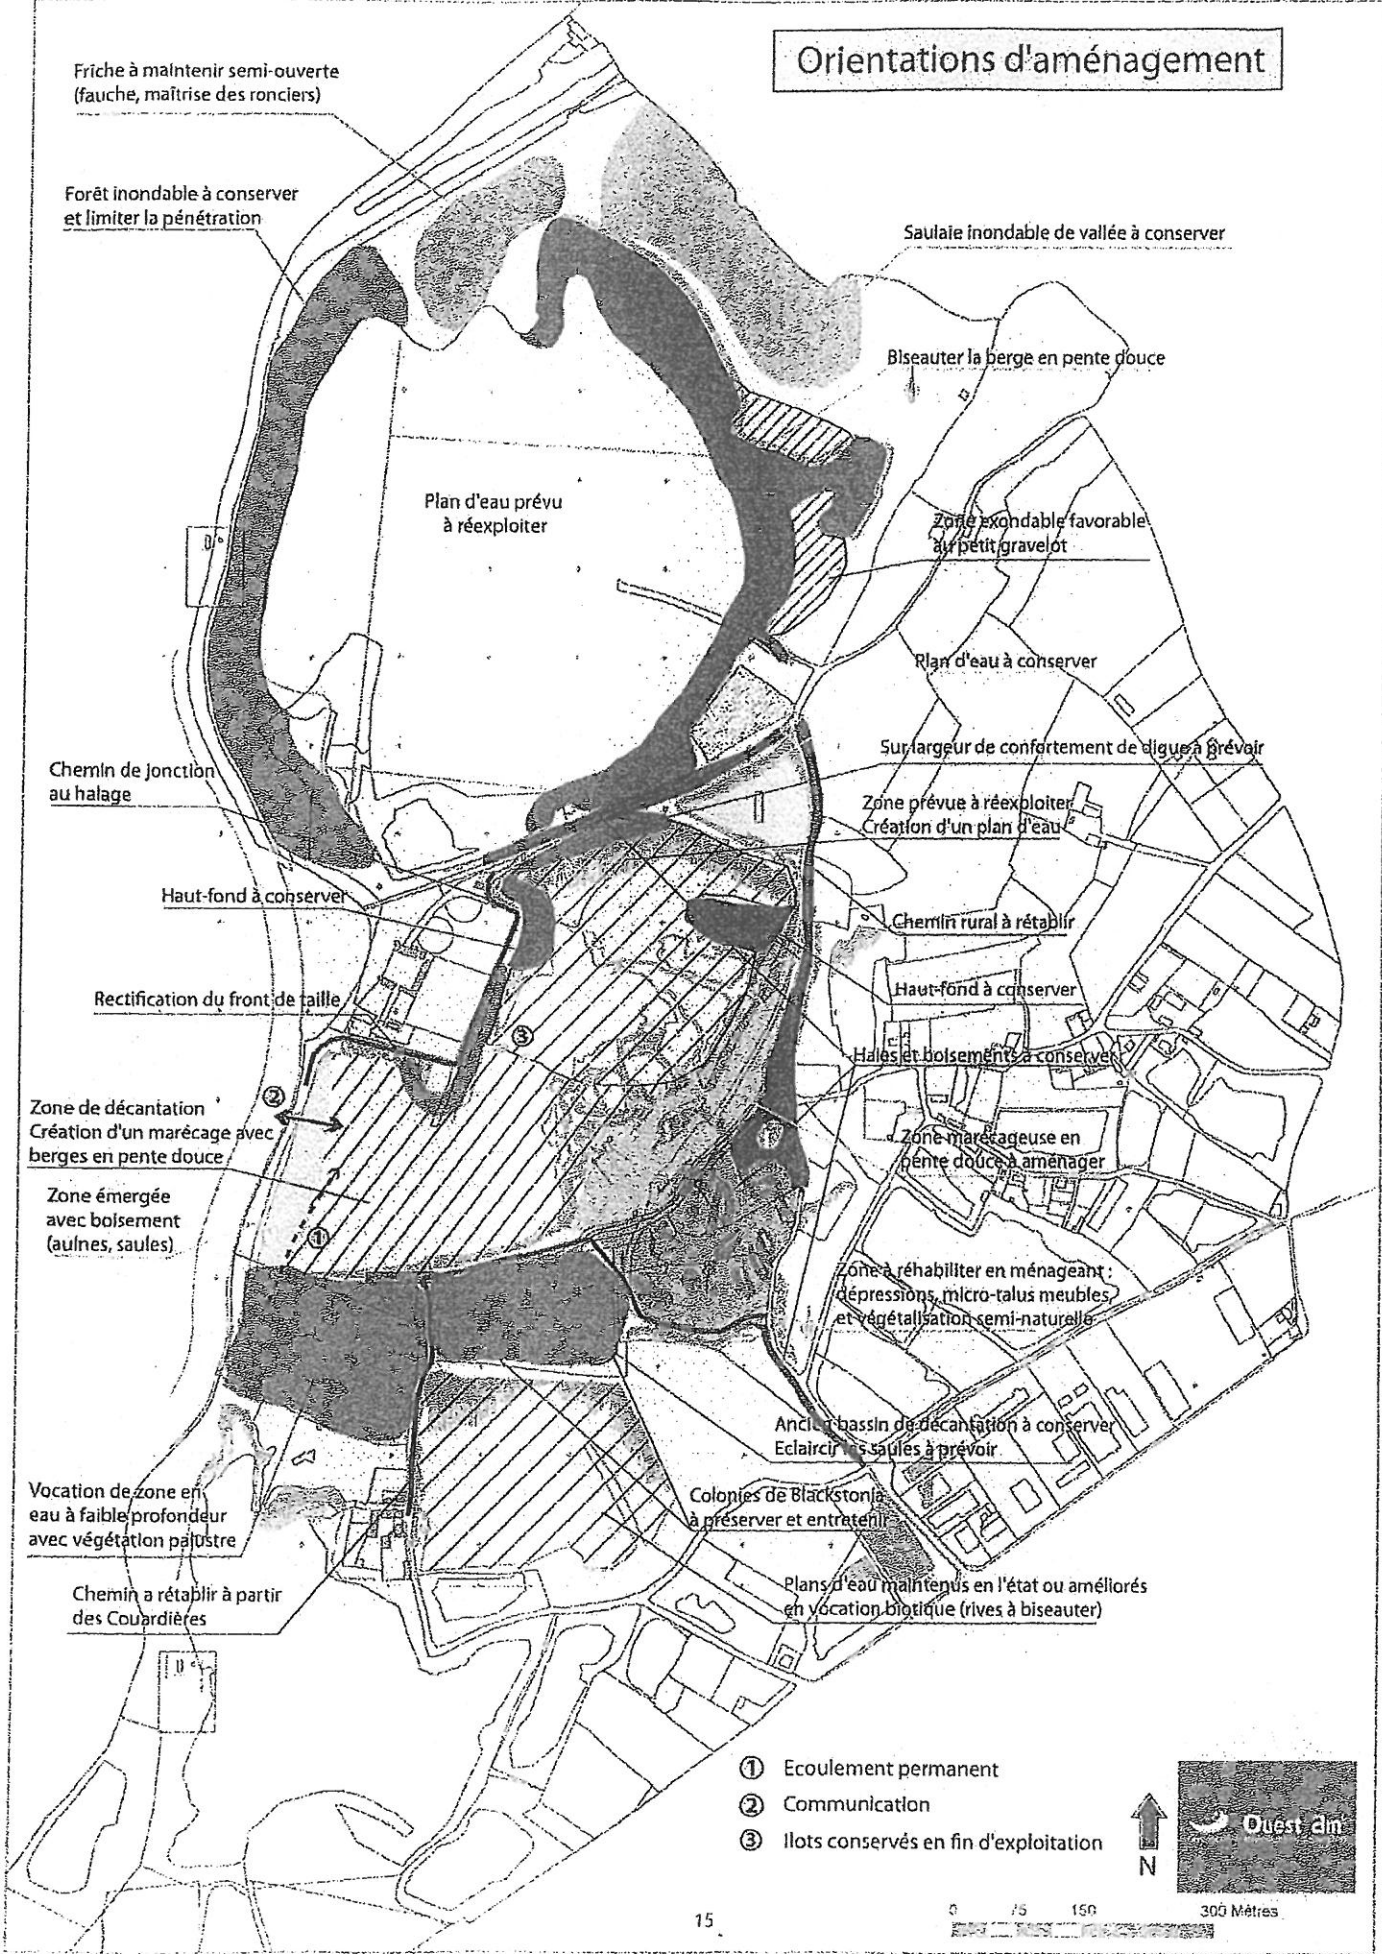 Orientations d'aménagement
Friche à maintenir semi-ouverte
(fauche, maîtrise des ronciers)
Forêt inondable à conserver
et limiter la pénétration
Saulaie inondable de vallée à conserver
Biseauter la berge en pente douce
Plan d'eau prévu
à réexploiter
Zone exondable favorable
au petit gravelot
Plan d'eau à conserver
Sur largeur de confortement de digue à prévoir
Chemin de jonction
au halage
Zone prévue à réexploiter
Création d'un plan d'eau
Haut-fond à conserver
Chemin rural à rétablir
Rectification du front de taille
Haut-fond à conserver
③
Haies et boisements à conserver
②
Zone de décantation
Création d'un marécage avec
berges en pente douce
Zone marécageuse en
pente douce à aménager
Zone émergée
avec boisement
(aulnes, saules)
①
Zone à réhabiliter en ménageant :
dépressions, micro-talus meubles,
et végétalisation semi-naturelle
Ancien bassin de décantation à conserver
Eclaircir les saules à prévoir
Vocation de zone en
eau à faible profondeur
avec végétation palustre
Colonies de Blackstonia
à préserver et entretenir
Chemin a rétablir à partir
des Couardières
Plans d'eau maintenus en l'état ou améliorés
en vocation biotique (rives à biseauter)
① Ecoulement permanent
② Communication
③ Ilots conservés en fin d'exploitation
N
Ouest am'
0 75 150 300 Mètres
15